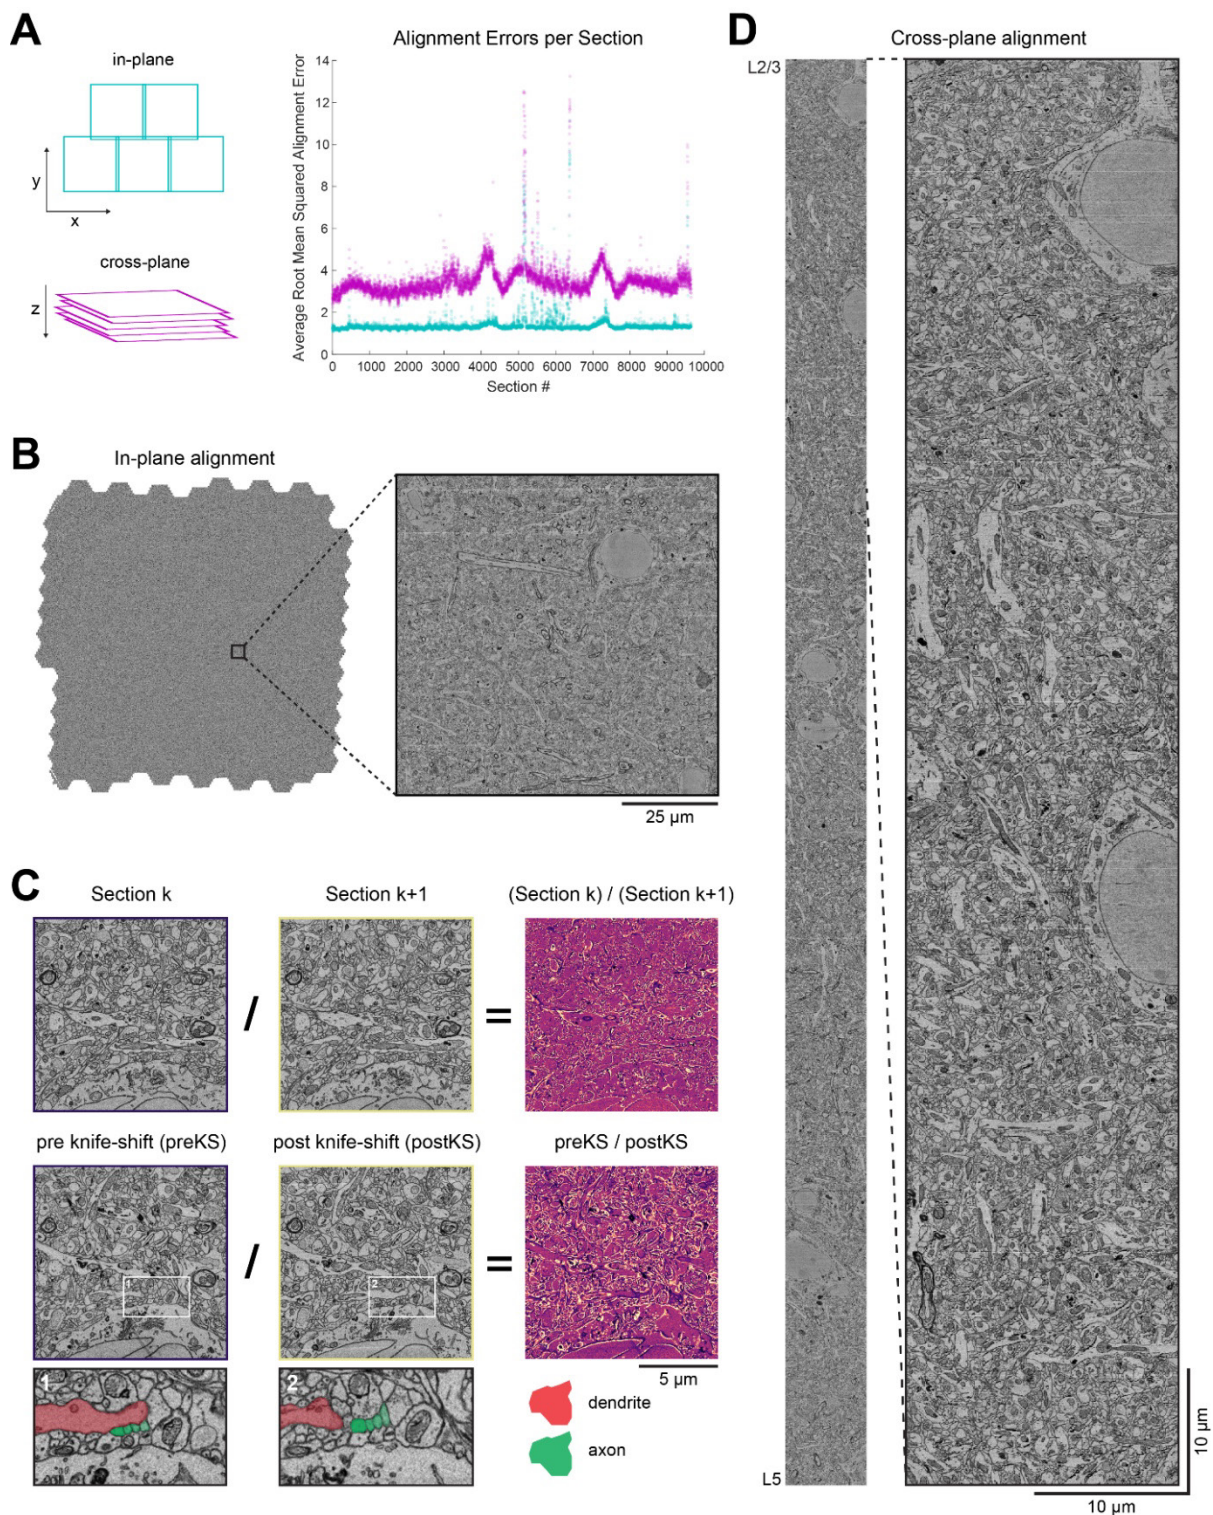 A
in-plane
y
x
cross-plane
z
Alignment Errors per Section
Average Root Mean Squared Alignment Error
14
12
10
8
6
4
2
0
0 1000 2000 3000 4000 5000 6000 7000 8000 9000 10000
Section #
B
In-plane alignment
25 µm
C
Section k
Section k+1
(Section k) / (Section k+1)
/
=
pre knife-shift (preKS)
post knife-shift (postKS)
preKS / postKS
1
/
2
=
5 µm
1
2
dendrite
axon
D
Cross-plane alignment
L2/3
L5
10 µm
10 µm